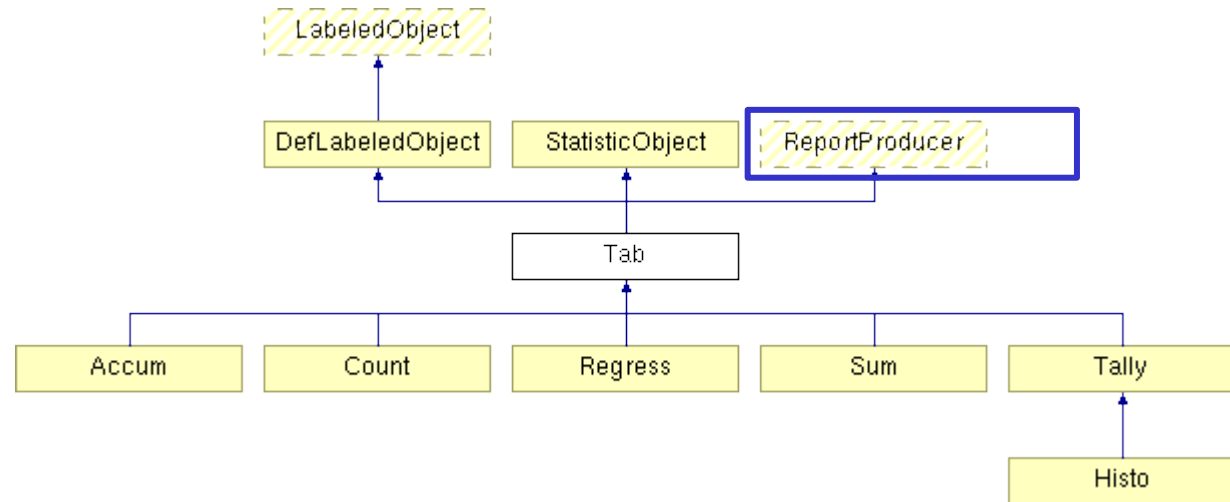 LabeledObject
DefLabeledObject
StatisticObject
ReportProducer
Tab
Accum
Count
Regress
Sum
Tally
Histo